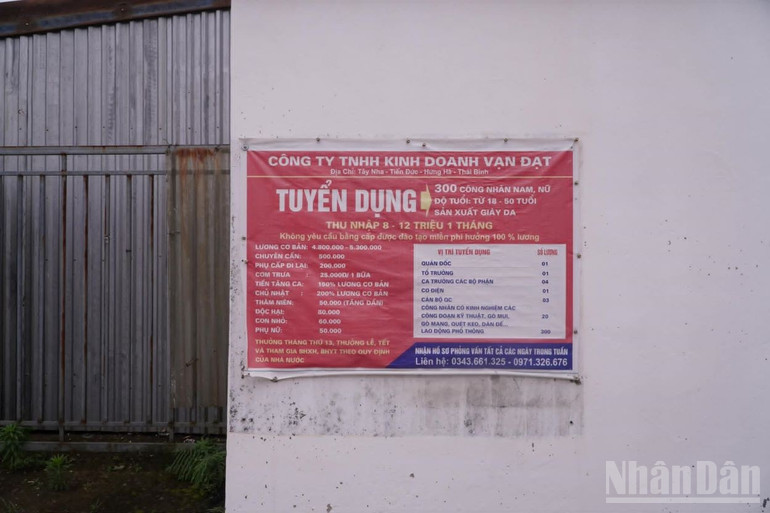 CÔNG TY TNHH KINH DOANH VẠN ĐẠT
Địa Chỉ: Tây Nha - Tiến Đức - Hưng Hà - Thái Bình
TUYỂN DỤNG
300 CÔNG NHÂN NAM, NỮ
ĐỘ TUỔI: TỪ 18 - 50 TUỔI
SẢN XUẤT GIÀY DA
THU NHẬP 8 - 12 TRIỆU 1 THÁNG
Không yêu cầu bằng cấp được đào tạo miễn phí hưởng 100 % lương
LƯƠNG CƠ BẢN: 4.800.000 - 5.300.000
CHUYÊN CẦN: 500.000
PHỤ CẤP ĐI LẠI: 200.000
CƠM TRƯA: 25.000Đ/ 1 BỮA
TIỀN TĂNG CA: 150% LƯƠNG CƠ BẢN
CHỦ NHẬT: 200% LƯƠNG CƠ BẢN
THÂM NIÊN: 50.000 (TĂNG DẦN)
ĐỘC HẠI:
CON NHỎ:
PHỤ NỮ: 50.000
THƯỞNG THÁNG THỨ 13, THƯỞNG LỄ, TẾT
VÀ THAM GIA BHXH, BHYT THEO QUY ĐỊNH
CỦA NHÀ NƯỚC
VỊ TRÍ TUYỂN DỤNG SỐ LƯỢNG
QUẢN ĐỐC 01
TỔ TRƯỞNG 01
CA TRƯỞNG CÁC BỘ PHẬN 04
CƠ ĐIỆN 01
CÁN BỘ QC 03
CÔNG NHÂN CÓ KINH NGHIỆM CÁC
CÔNG ĐOẠN KỸ THUẬT, GÒ MŨI, 20
GÒ MANG, QUÉT KEO, DÁN ĐẾ...
LAO ĐỘNG PHỔ THÔNG 200
NHẬN HỒ SƠ PHỎNG VẤN TẤT CẢ CÁC NGÀY TRONG TUẦN
Liên hệ: 0343.661.325 - 0971.326.676
NhânDân